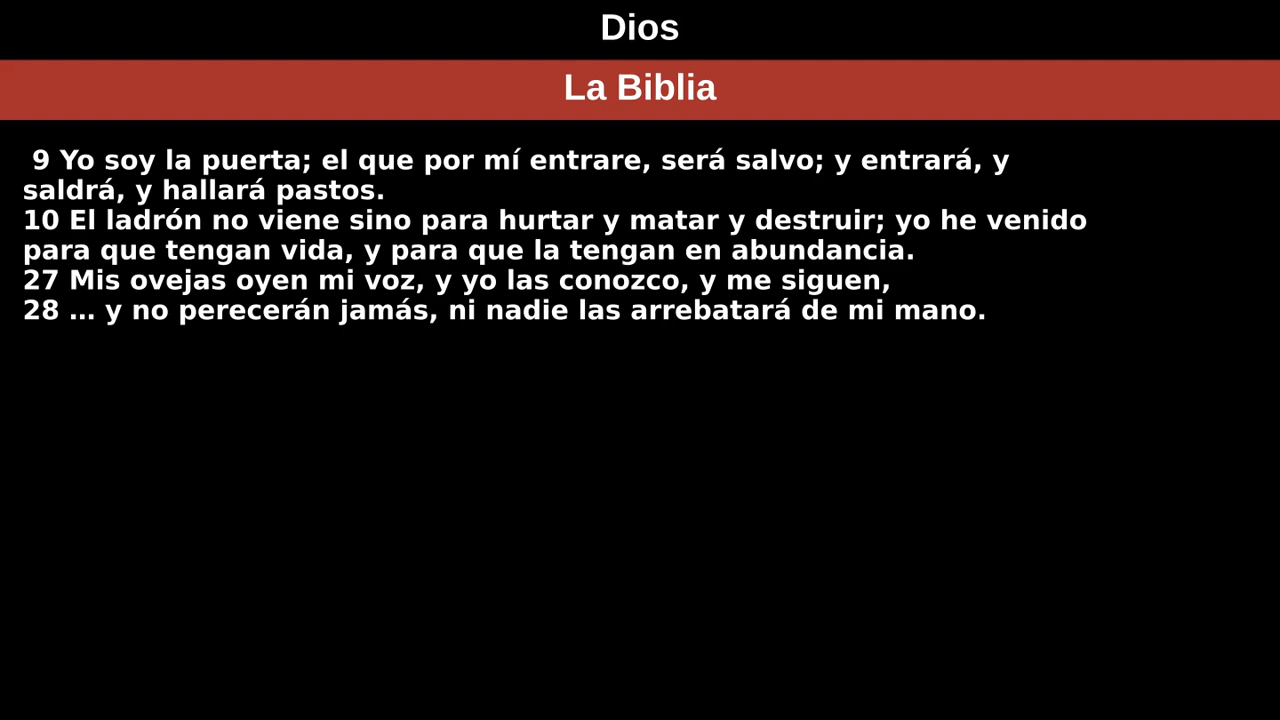 Dios
La Biblia
9 Yo soy la puerta; el que por mí entrare, será salvo; y entrará, y
saldrá, y hallará pastos.
10 El ladrón no viene sino para hurtar y matar y destruir; yo he venido
para que tengan vida, y para que la tengan en abundancia.
27 Mis ovejas oyen mi voz, y yo las conozco, y me siguen,
28 … y no perecerán jamás, ni nadie las arrebatará de mi mano.